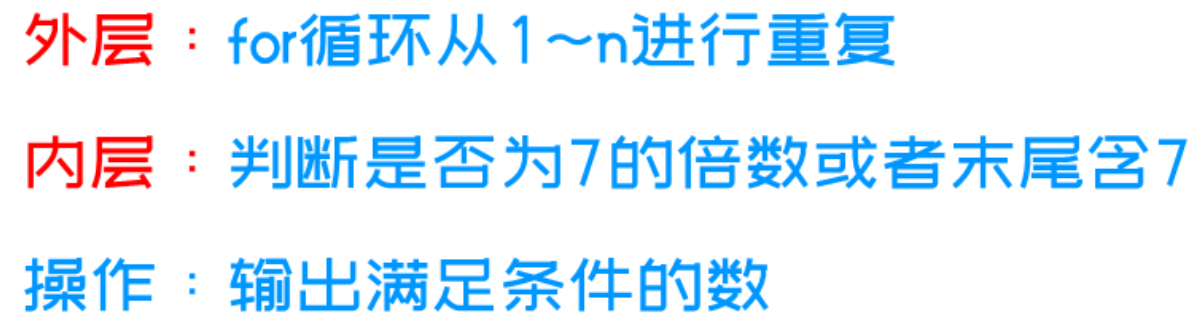 外层：for循环从1~n进行重复
内层：判断是否为7的倍数或者末尾含7
操作：输出满足条件的数